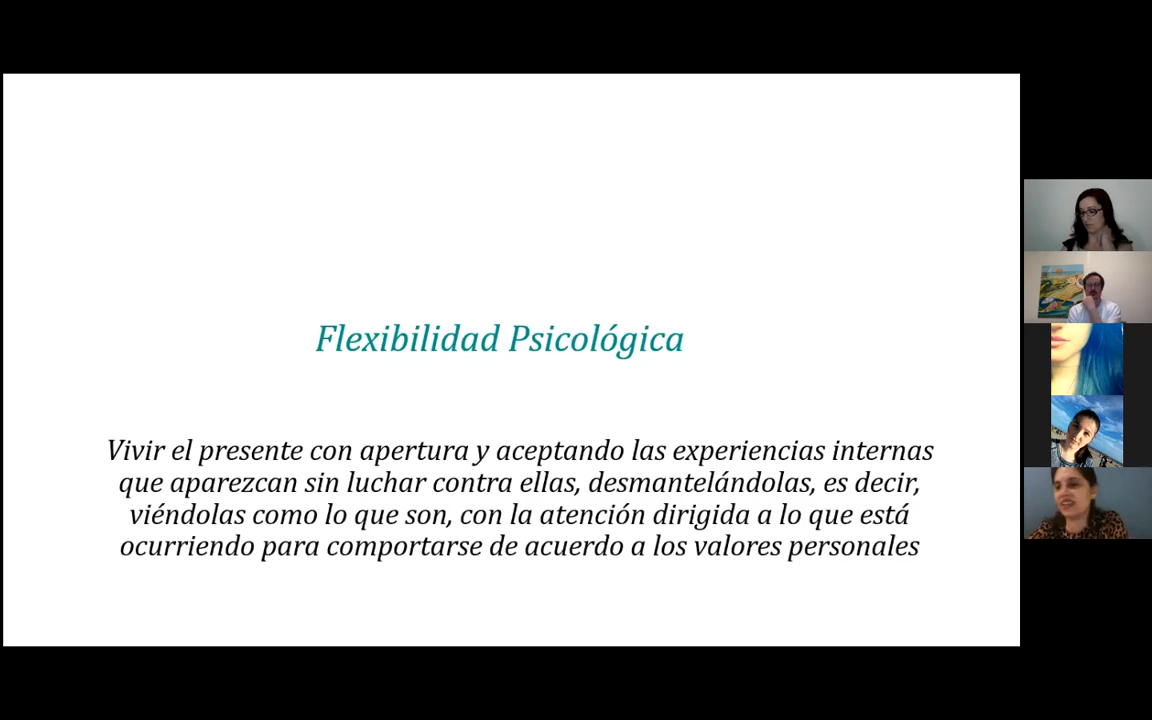 Flexibilidad Psicológica
Vivir el presente con apertura y aceptando las experiencias internas
que aparezcan sin luchar contra ellas, desmantelándolas, es decir,
viéndolas como lo que son, con la atención dirigida a lo que está
ocurriendo para comportarse de acuerdo a los valores personales